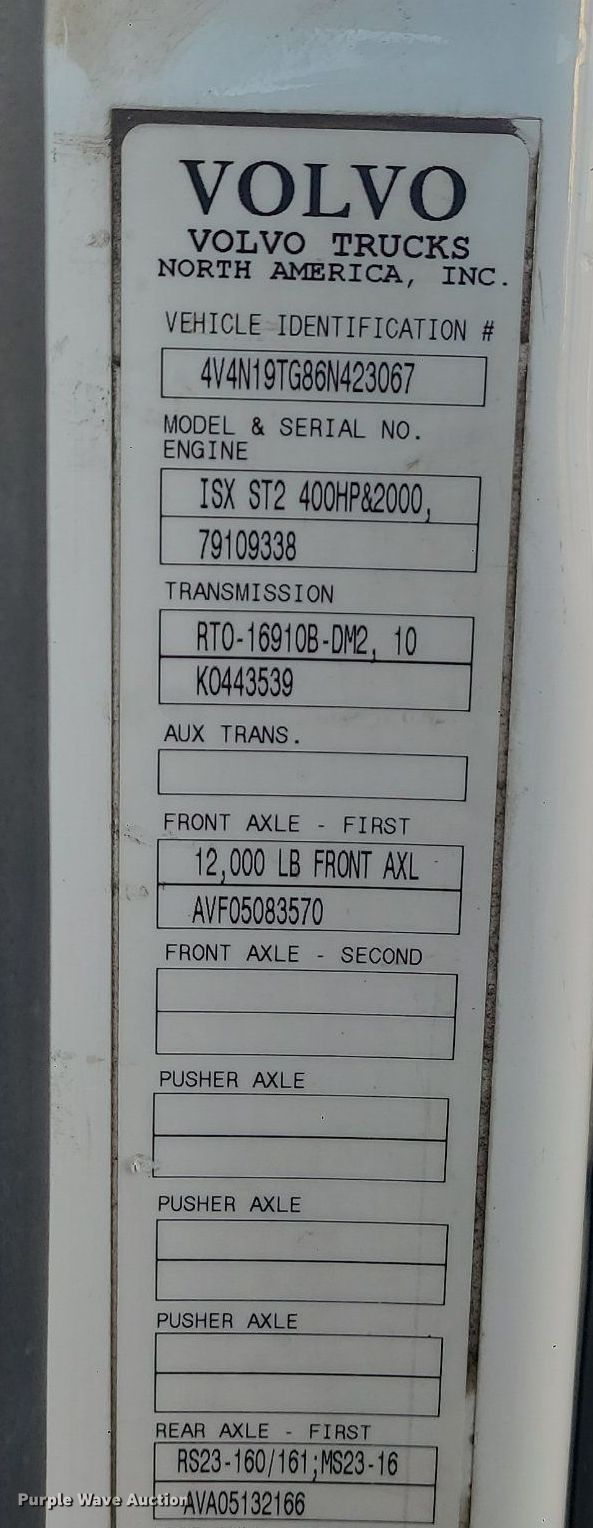 VOLVO
VOLVO TRUCKS
NORTH AMERICA, INC.
VEHICLE IDENTIFICATION #
4V4N19TG86N423067
MODEL & SERIAL NO.
ENGINE
ISX ST2 400HP&2000,
79109338
TRANSMISSION
RTO-16910B-DM2, 10
K0443539
AUX TRANS.
FRONT AXLE - FIRST
12,000 LB FRONT AXL
AVF05083570
FRONT AXLE - SECOND
PUSHER AXLE
PUSHER AXLE
PUSHER AXLE
REAR AXLE - FIRST
RS23-160/161;MS23-16
AVA05132166
Purple Wave Auction